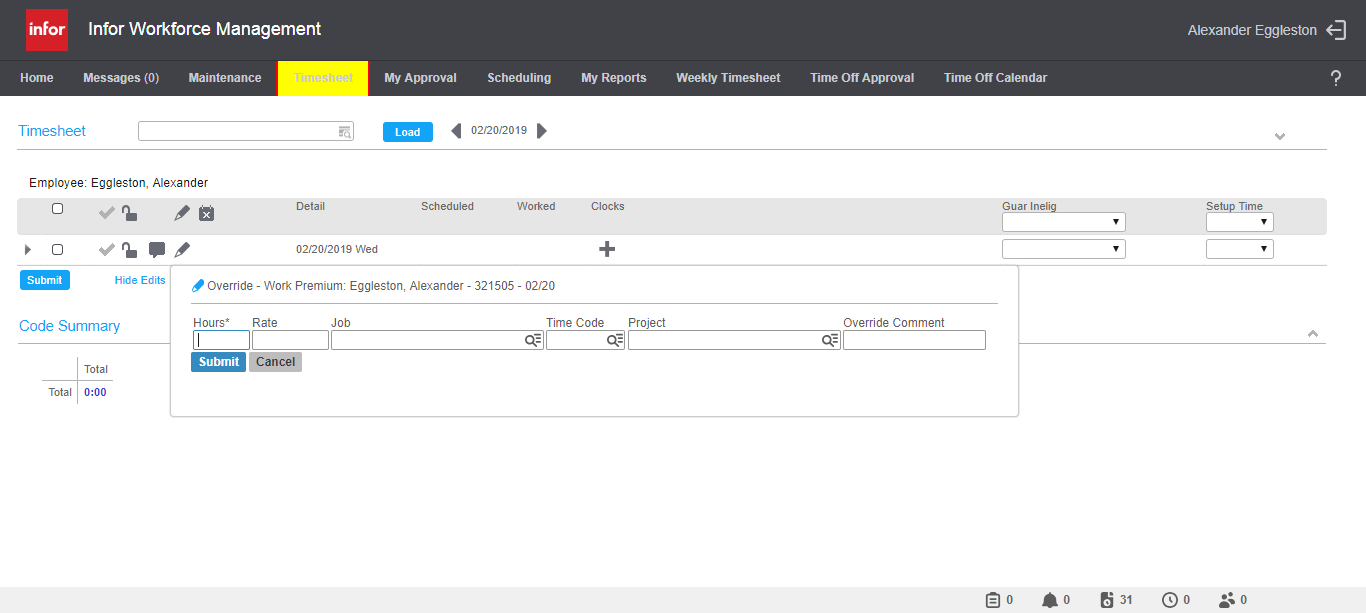 infor Infor Workforce Management Alexander Eggleston
Home Messages (0) Maintenance Timesheet My Approval Scheduling My Reports Weekly Timesheet Time Off Approval Time Off Calendar ?
Timesheet Load 02/20/2019
Employee: Eggleston, Alexander
Detail Scheduled Worked Clocks Guar Inelig Setup Time
02/20/2019 Wed
Submit Hide Edits
Override - Work Premium: Eggleston, Alexander - 321505 - 02/20
Hours* Rate Job Time Code Project Override Comment
Submit Cancel
Code Summary
Total
Total 0:00
0 0 31 0 0